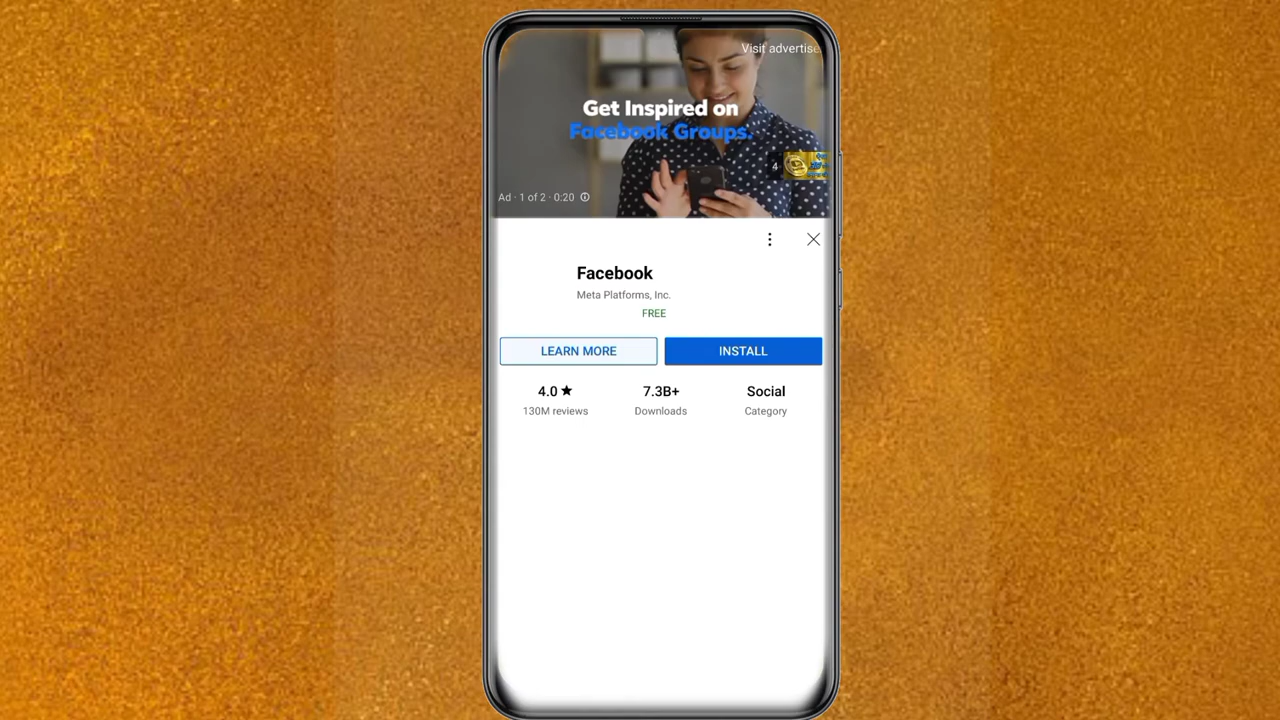 Visit advertise
Get Inspired on
Facebook Groups.
4
Ad · 1 of 2 · 0:20
Facebook
Meta Platforms, Inc.
FREE
LEARN MORE
INSTALL
4.0 ★
7.3B+
Social
130M reviews
Downloads
Category